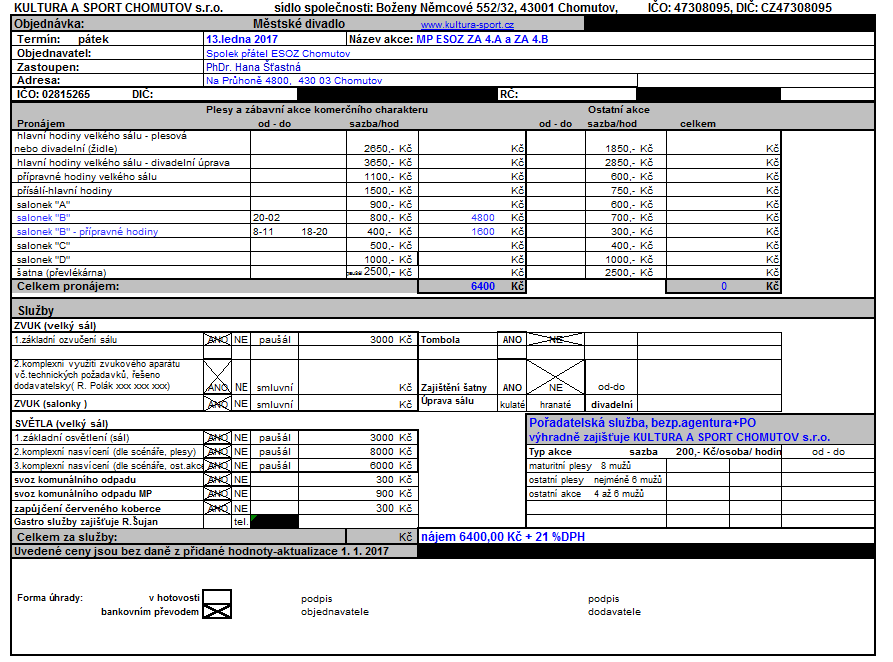 KULTURA A SPORT CHOMUTOV s.r.o. sídlo společnosti: Boženy Němcové 552/32, 43001 Chomutov, IČO: 47308095, DIČ: CZ47308095
Objednávka: Městské divadlo www.kultura-sport.cz
Termín: pátek 13.ledna 2017 Název akce: MP ESOZ ZA 4.A a ZA 4.B
Objednavatel: Spolek přátel ESOZ Chomutov
Zastoupen: PhDr. Hana Šťastná
Adresa: Na Průhoně 4800, 430 03 Chomutov
IČO: 02815265 DIČ: RČ:
Plesy a zábavní akce komerčního charakteru Ostatní akce
Pronájem od - do sazba/hod od - do sazba/hod celkem
hlavní hodiny velkého sálu - plesová
nebo divadelní (židle) 2650,- Kč Kč 1850,- Kč Kč
hlavní hodiny velkého sálu - divadelní úprava 3650,- Kč Kč 2850,- Kč Kč
přípravné hodiny velkého sálu 1100,- Kč Kč 600,- Kč Kč
přísálí-hlavní hodiny 1500,- Kč Kč 750,- Kč Kč
salonek "A" 900,- Kč Kč 600,- Kč Kč
salonek "B" 20-02 800,- Kč 4800 Kč 700,- Kč Kč
salonek "B" - přípravné hodiny 8-11 18-20 400,- Kč 1600 Kč 300,- Kč Kč
salonek "C" 500,- Kč Kč 400,- Kč Kč
salonek "D" 1000,- Kč Kč 1000,- Kč Kč
šatna (převlékárna) paušál 2500,- Kč Kč 2500,- Kč Kč
Celkem pronájem: 6400 Kč 0 Kč
Služby
ZVUK (velký sál)
1.základní ozvučení sálu ANO NE paušál 3000 Kč Tombola ANO NE
2.komplexní využití zvukového aparátu
vč.technických požadavků, řešeno
dodavatelsky( R. Polák xxx xxx xxx) ANO NE smluvní Kč Zajištění šatny ANO NE od-do
ZVUK (salonky ) ANO NE smluvní Kč Úprava sálu kulaté hranaté divadelní
SVĚTLA (velký sál)
1.základní osvětlení (sál) ANO NE paušál 3000 Kč
2.komplexní nasvícení (dle scénáře, plesy) ANO NE paušál 8000 Kč
3.komplexní nasvícení (dle scénáře, ost.akce ANO NE paušál 6000 Kč
svoz komunálního odpadu ANO NE 300 Kč
svoz komunálního odpadu MP ANO NE 900 Kč
zapůjčení červeného koberce ANO NE 300 Kč
Gastro služby zajišťuje R.Šujan tel.
Pořadatelská služba, bezp.agentura+PO
výhradně zajišťuje KULTURA A SPORT CHOMUTOV s.r.o.
Typ akce sazba 200,- Kč/osoba/ hodin od - do
maturitní plesy 8 mužů
ostatní plesy nejméně 6 mužů
ostatní akce 4 až 6 mužů
Celkem za služby: Kč nájem 6400,00 Kč + 21 %DPH
Uvedené ceny jsou bez daně z přidané hodnoty-aktualizace 1. 1. 2017
Forma úhrady: v hotovosti podpis podpis
bankovním převodem objednavatele dodavatele